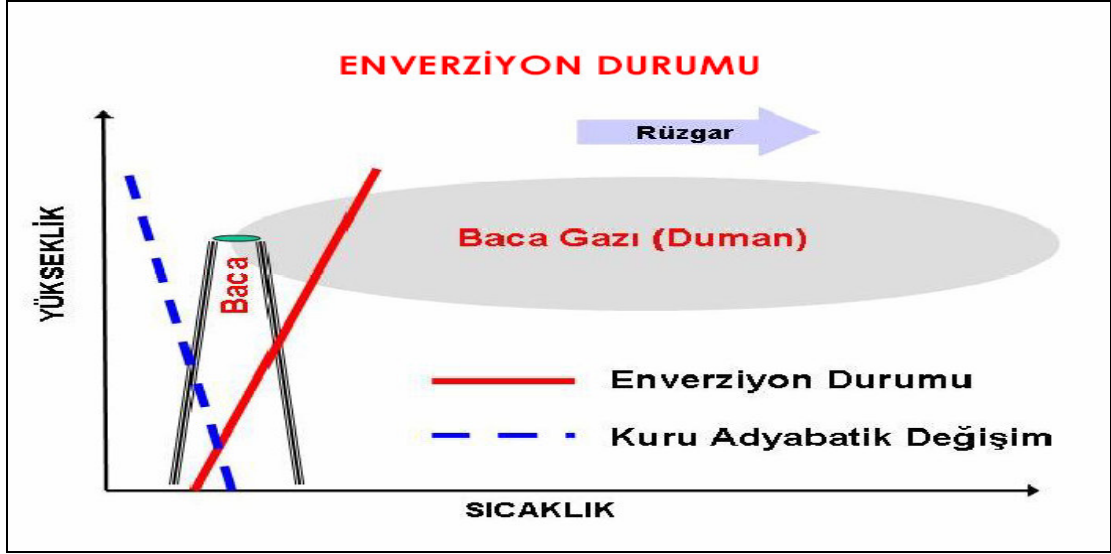 ENVERZİYON DURUMU
Rüzgar
YÜKSEKLİK
Baca
Baca Gazı (Duman)
Enverziyon Durumu
Kuru Adyabatik Değişim
SICAKLIK